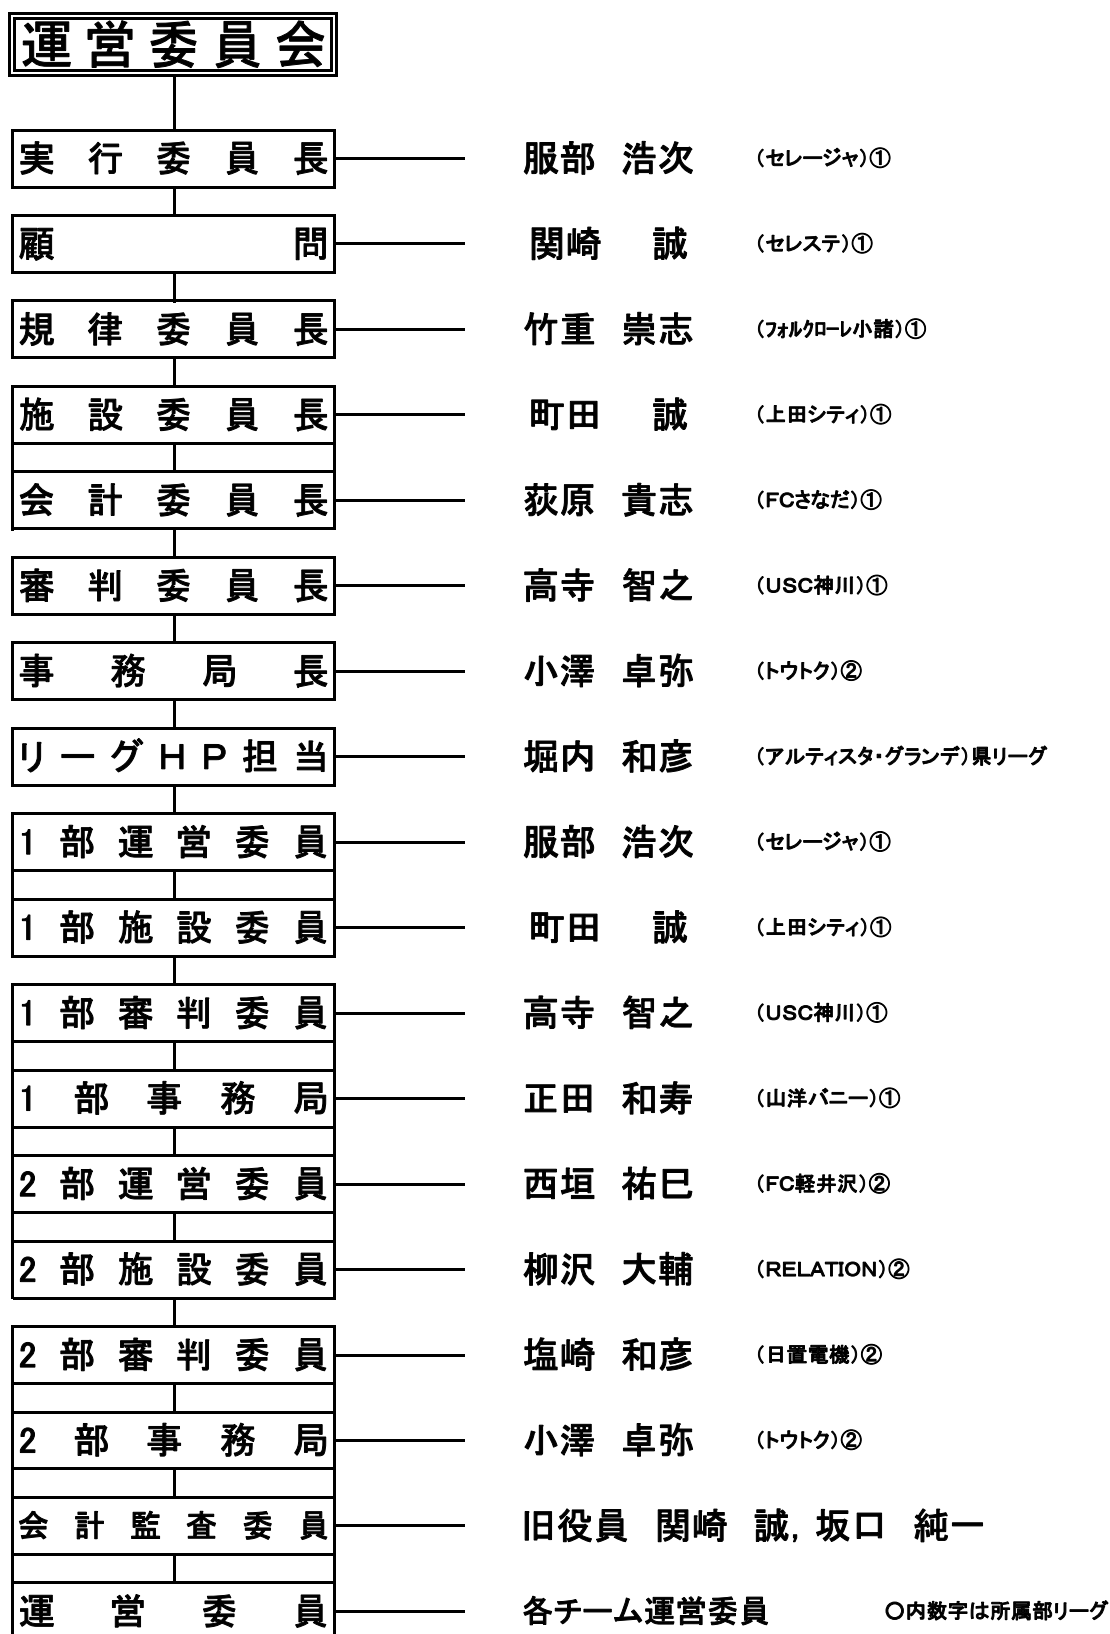 運営委員会
実行委員長 服部 浩次 (セレージャ)①
顧問 関崎 誠 (セレステ)①
規律委員長 竹重 崇志 (フォルクローレ小諸)①
施設委員長 町田 誠 (上田シティ)①
会計委員長 荻原 貴志 (FCさなだ)①
審判委員長 高寺 智之 (USC神川)①
事務局長 小澤 卓弥 (トウトク)②
リーグHP担当 堀内 和彦 (アルティスタ・グランデ)県リーグ
1部運営委員 服部 浩次 (セレージャ)①
1部施設委員 町田 誠 (上田シティ)①
1部審判委員 高寺 智之 (USC神川)①
1部事務局 正田 和寿 (山洋バニー)①
2部運営委員 西垣 祐巳 (FC軽井沢)②
2部施設委員 柳沢 大輔 (RELATION)②
2部審判委員 塩崎 和彦 (日置電機)②
2部事務局 小澤 卓弥 (トウトク)②
会計監査委員 旧役員 関崎 誠, 坂口 純一
運営委員 各チーム運営委員 〇内数字は所属部リーグ